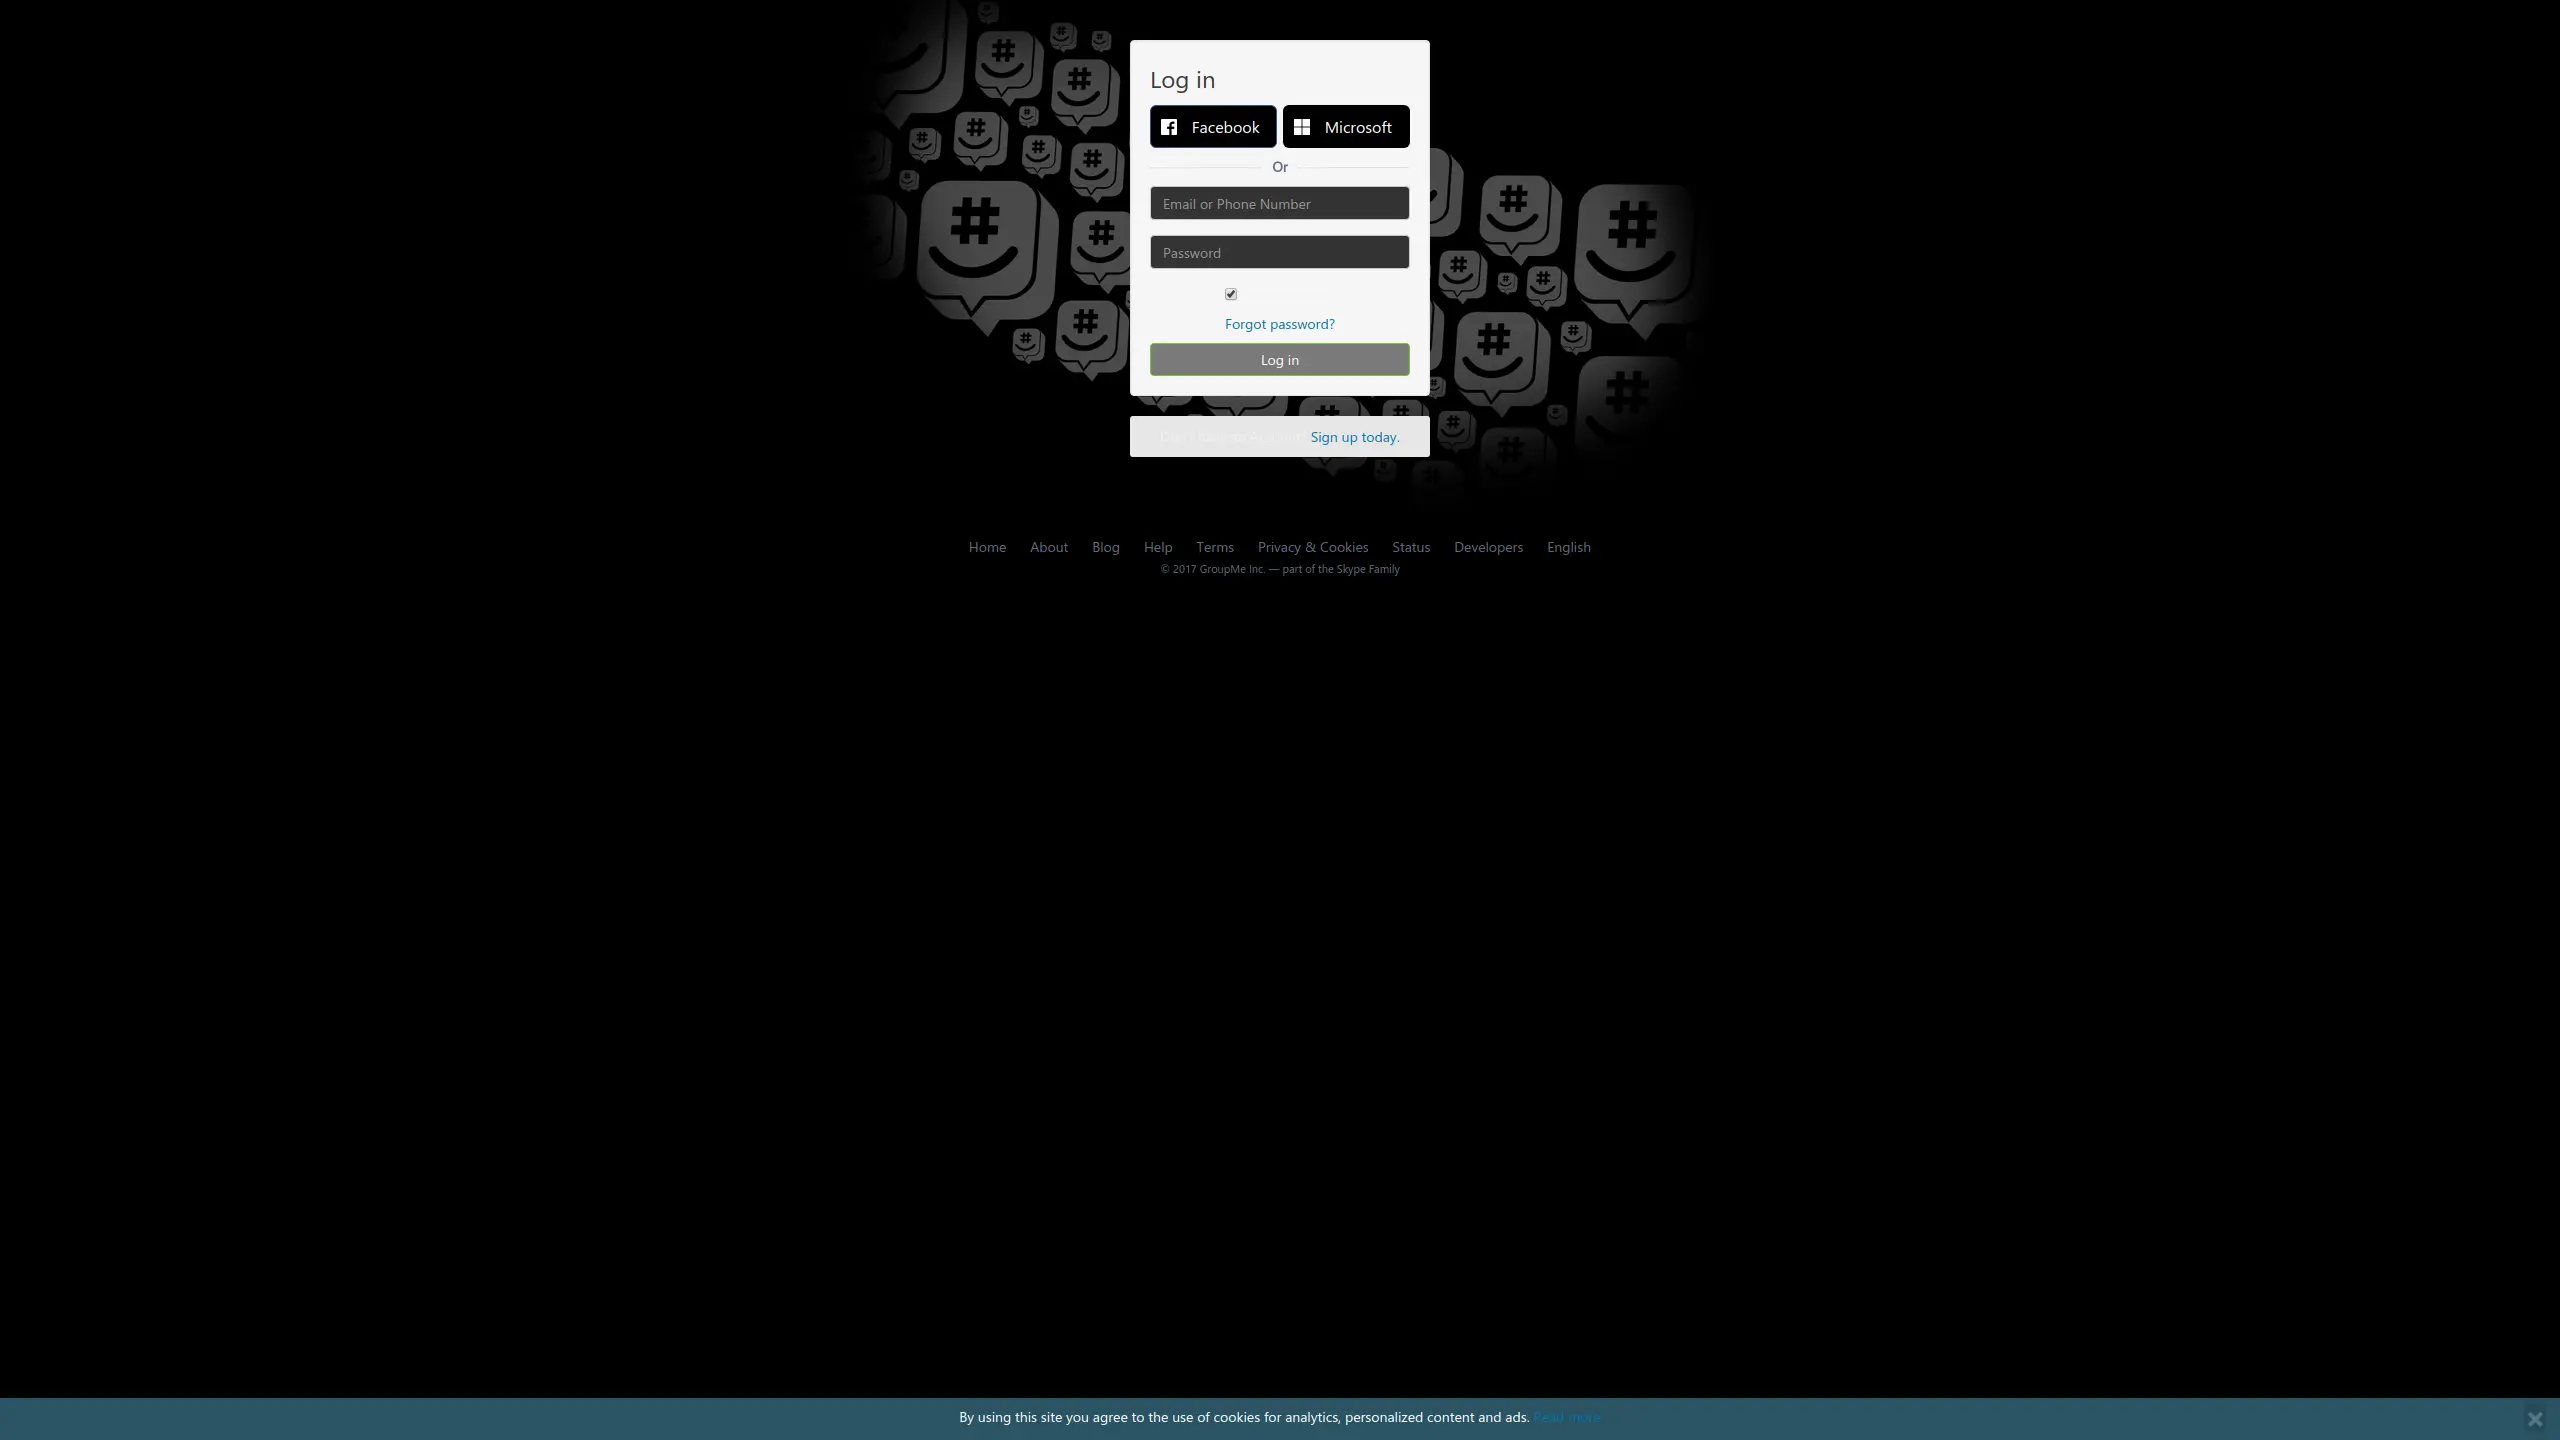 Log in
Facebook
Microsoft
Or
Email or Phone Number
Password
Forgot password?
Log in
Sign up today.
Home About Blog Help Terms Privacy & Cookies Status Developers English
© 2017 GroupMe Inc. — part of the Skype Family
By using this site you agree to the use of cookies for analytics, personalized content and ads. Read more